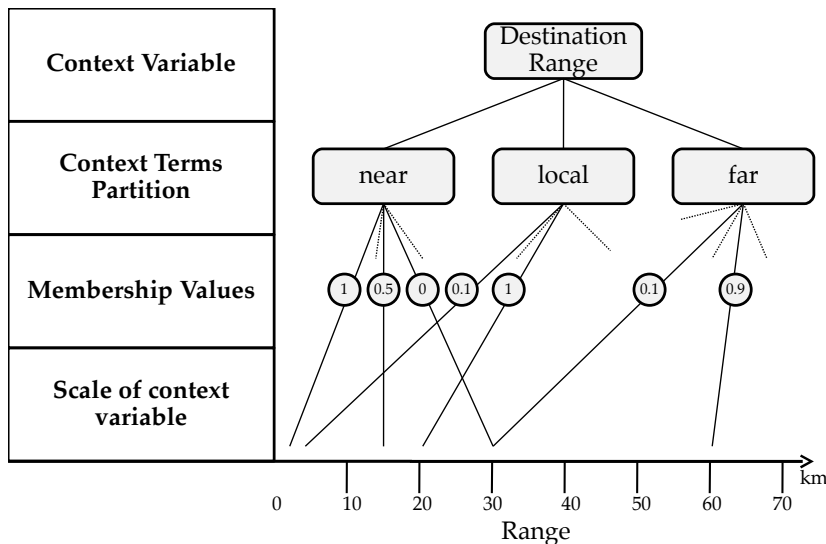 Context Variable
Destination
Range
Context Terms
Partition
near
local
far
Membership Values
1
0.5
0
0.1
1
0.1
0.9
Scale of context
variable
km
0
10
20
30
40
50
60
70
Range